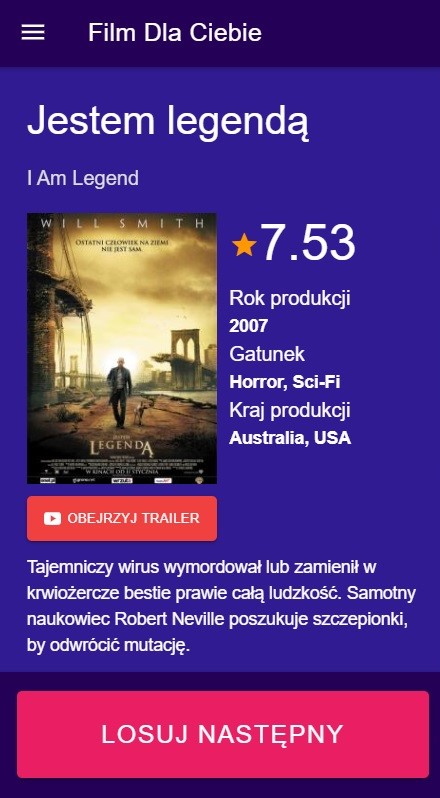 Film Dla Ciebie
Jestem legendą
I Am Legend
WILL SMITH
OSTATNI CZŁOWIEK NA ZIEMI
NIE JEST SAM.
JESTEM
LEGENDĄ
W KINACH OD 11 STYCZNIA
7.53
Rok produkcji
2007
Gatunek
Horror, Sci-Fi
Kraj produkcji
Australia, USA
OBEJRZYJ TRAILER
Tajemniczy wirus wymordował lub zamienił w
krwiożercze bestie prawie całą ludzkość. Samotny
naukowiec Robert Neville poszukuje szczepionki,
by odwrócić mutację.
LOSUJ NASTĘPNY